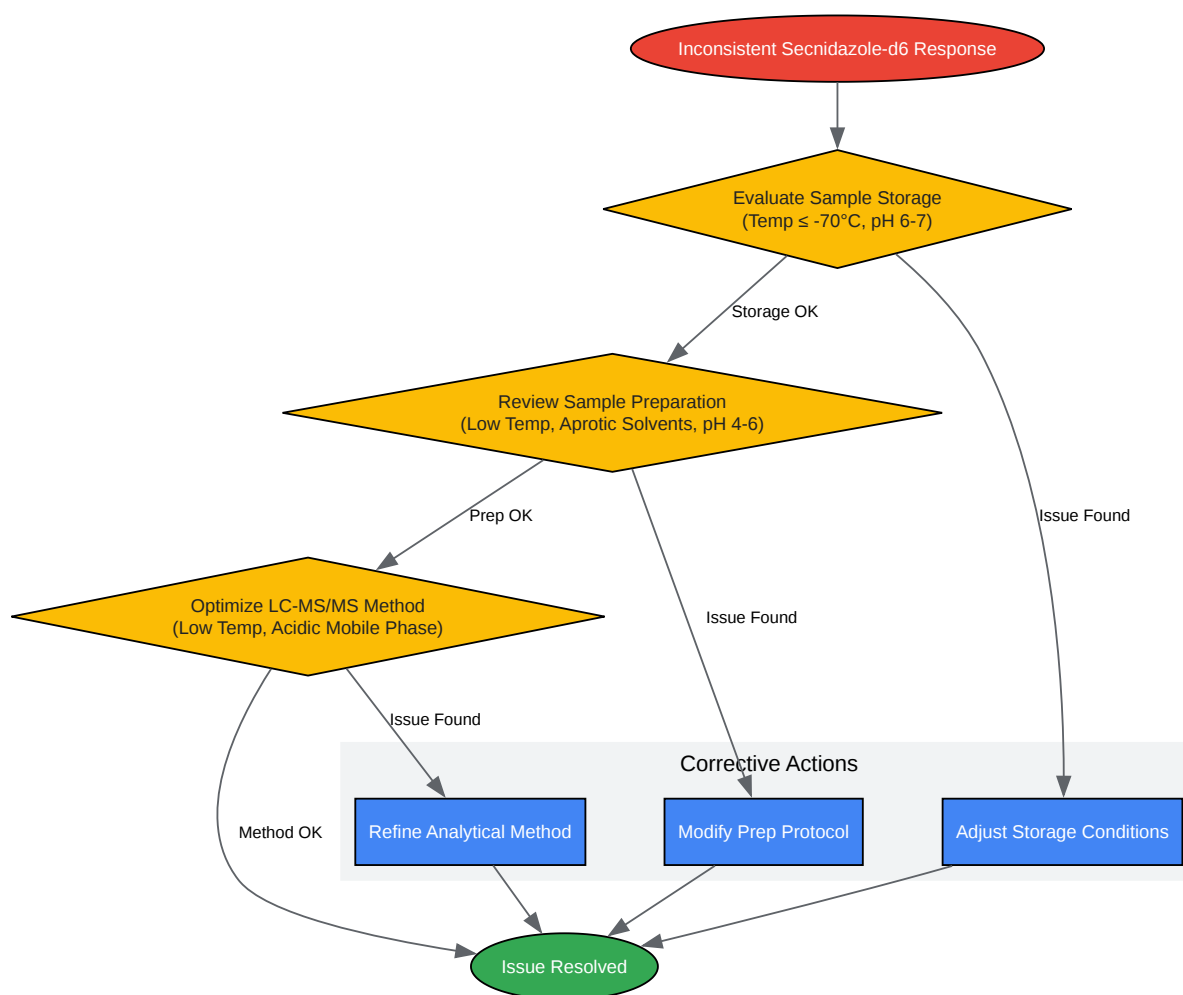 Inconsistent Secnidazole-d6 Response
Evaluate Sample Storage
(Temp ≤ -70°C, pH 6-7)
Storage OK
Review Sample Preparation
(Low Temp, Aprotic Solvents, pH 4-6)
Prep OK
Issue Found
Optimize LC-MS/MS Method
(Low Temp, Acidic Mobile Phase)
Issue Found
Issue Found
Corrective Actions
Method OK
Refine Analytical Method
Modify Prep Protocol
Adjust Storage Conditions
Issue Resolved